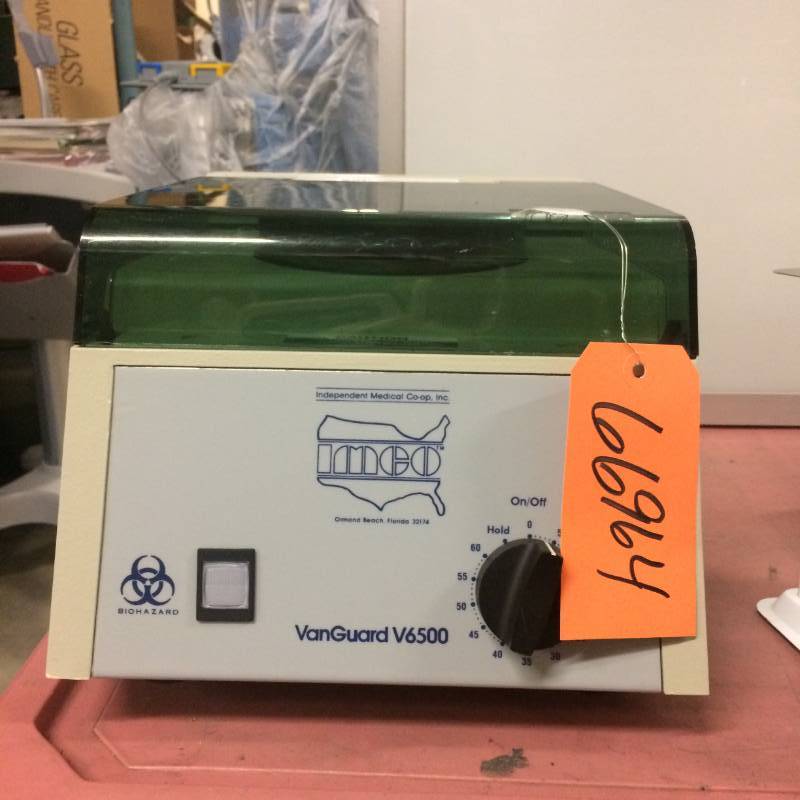 GLASS
Independent Medical Co-op, Inc.
IMCO™
Ormond Beach, Florida 32174
On/Off
Hold
0
60
55
50
45
40
35
30
BIOHAZARD
VanGuard V6500
66964